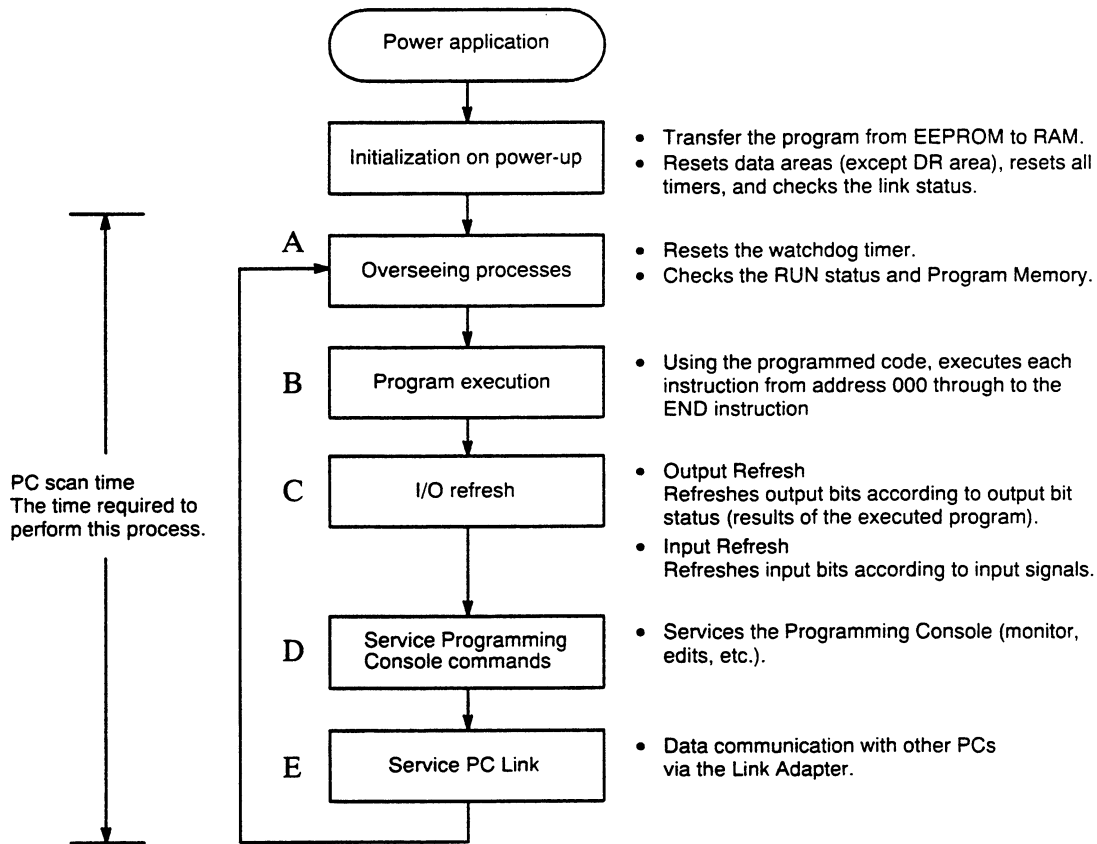 Power application
Initialization on power-up
• Transfer the program from EEPROM to RAM.
• Resets data areas (except DR area), resets all
timers, and checks the link status.
A
Overseeing processes
• Resets the watchdog timer.
• Checks the RUN status and Program Memory.
B
Program execution
• Using the programmed code, executes each
instruction from address 000 through to the
END instruction
PC scan time
The time required to
perform this process.
C
I/O refresh
• Output Refresh
Refreshes output bits according to output bit
status (results of the executed program).
• Input Refresh
Refreshes input bits according to input signals.
D
Service Programming
Console commands
• Services the Programming Console (monitor,
edits, etc.).
E
Service PC Link
• Data communication with other PCs
via the Link Adapter.